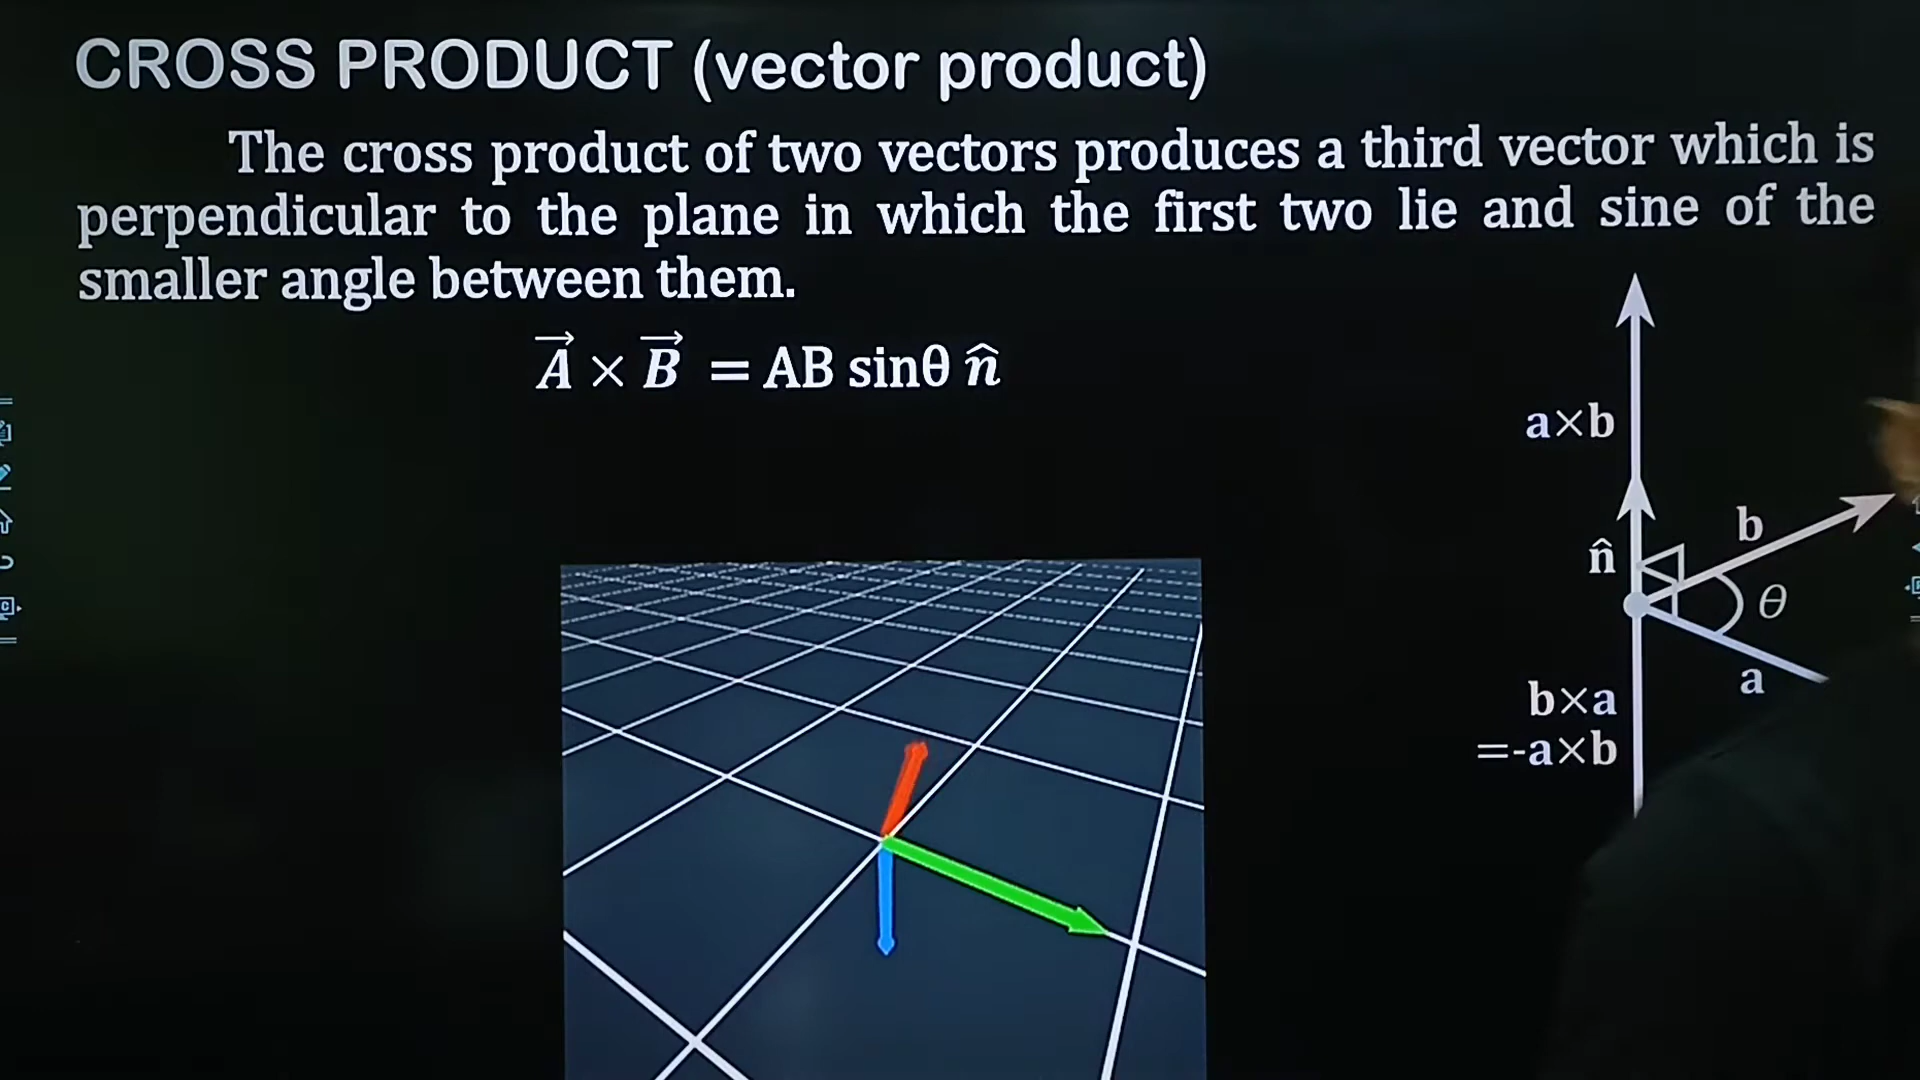 CROSS PRODUCT (vector product)
The cross product of two vectors produces a third vector which is
perpendicular to the plane in which the first two lie and sine of the
smaller angle between them.
A⃗ × B⃗ = AB sinθ n̂
a×b
b
n̂
θ
a
b×a
=-a×b